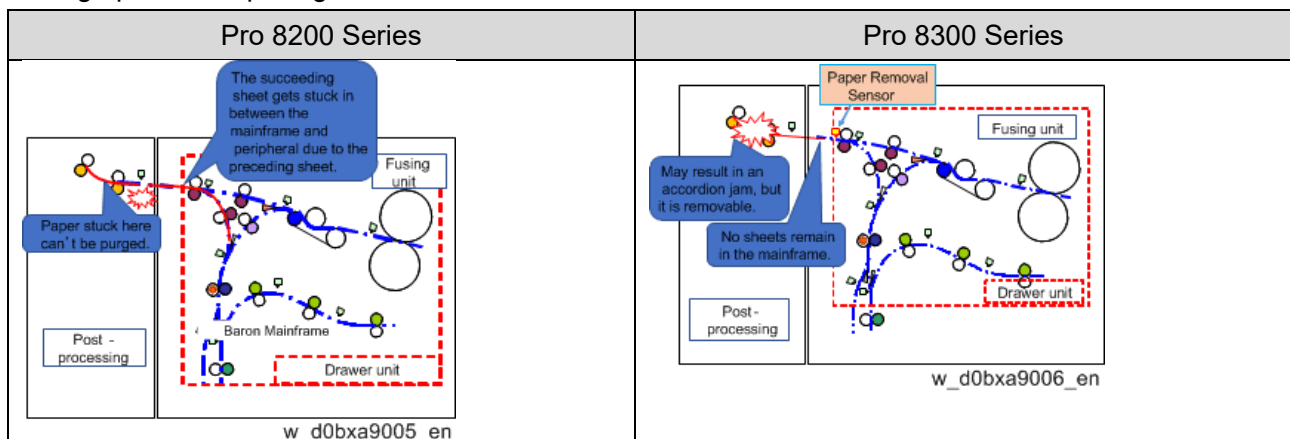 Pro 8200 Series
Pro 8300 Series
The succeeding
sheet gets stuck in
between the
mainframe and
peripheral due to the
preceding sheet.
Fusing
unit
Paper stuck here
can't be purged.
Baron Mainframe
Post -
processing
Drawer unit
w_d0bxa9005_en
Paper Removal
Sensor
Fusing unit
May result in an
accordion jam, but
it is removable.
No sheets remain
in the mainframe.
Drawer unit
Post-
processing
w_d0bxa9006_en